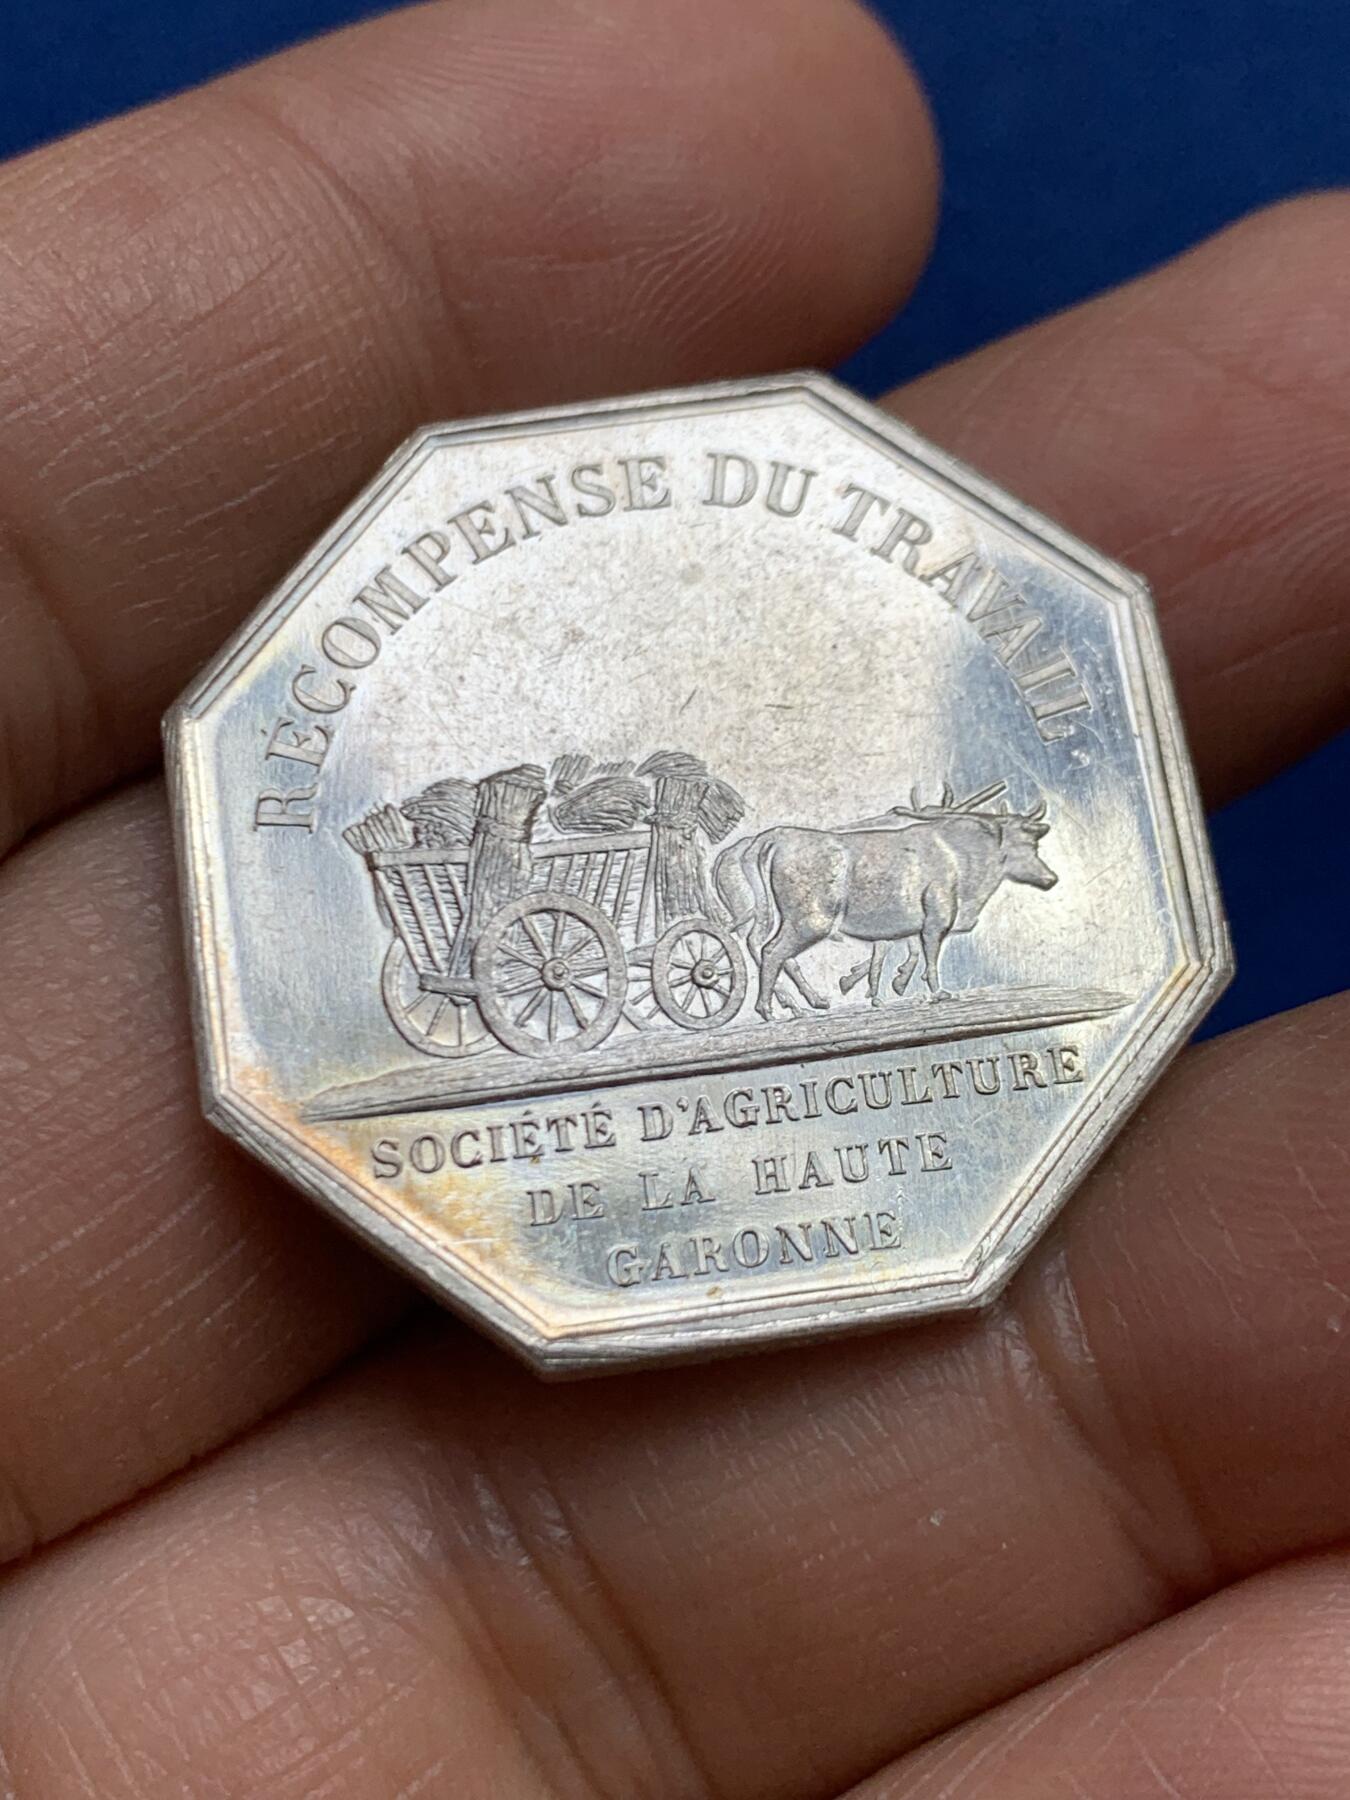 RÉCOMPENSE DU TRAVAIL.
SOCIÉTÉ D'AGRICULTURE
DE LA HAUTE
GARONNE